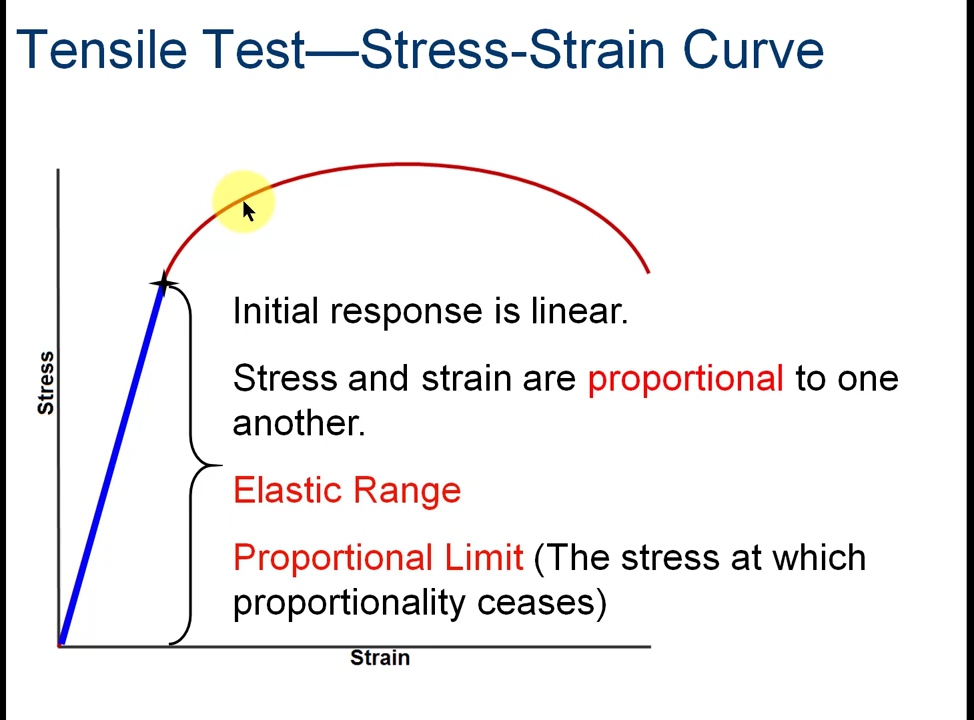 Tensile Test—Stress-Strain Curve
Initial response is linear.
Stress and strain are proportional to one
another.
Elastic Range
Proportional Limit (The stress at which
proportionality ceases)
Stress
Strain